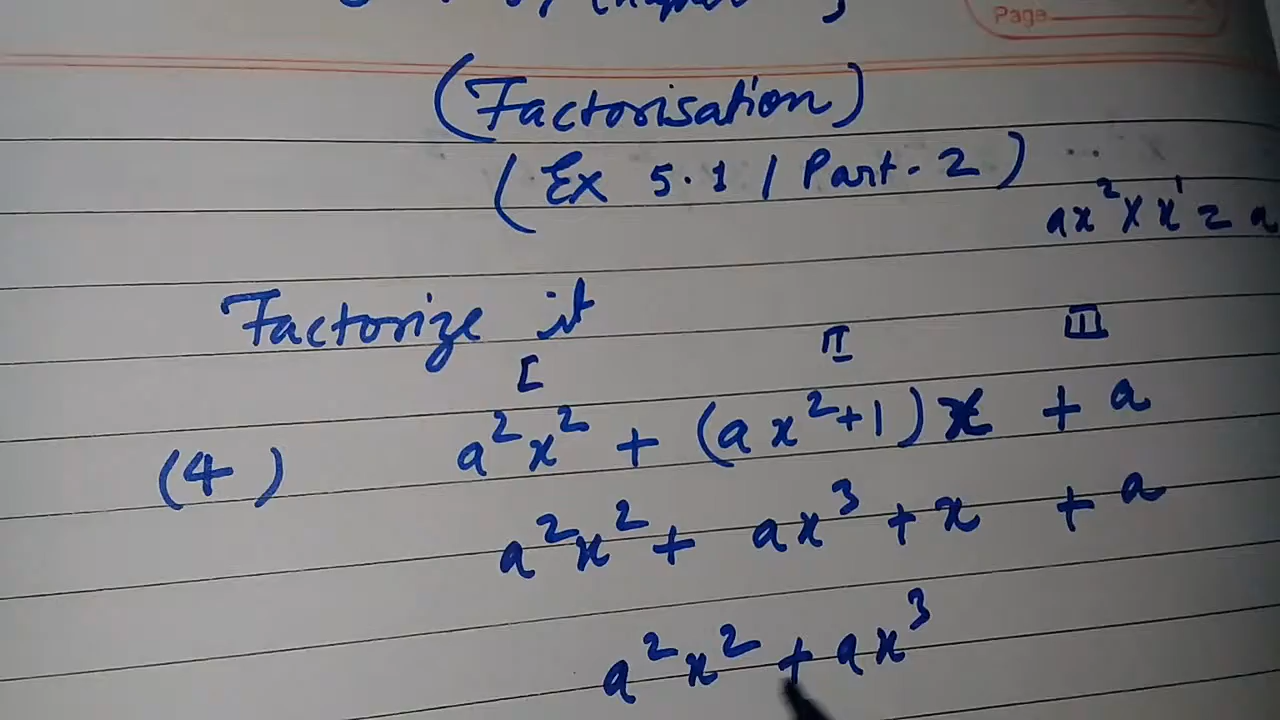 Page
(Factorisation)
(Ex 5.1 / Part-2)
ax²×x¹=a
Factorize it
I II III
(4) a²x² + (ax²+1)x + a
a²x² + ax³ + x + a
a²x² + ax³